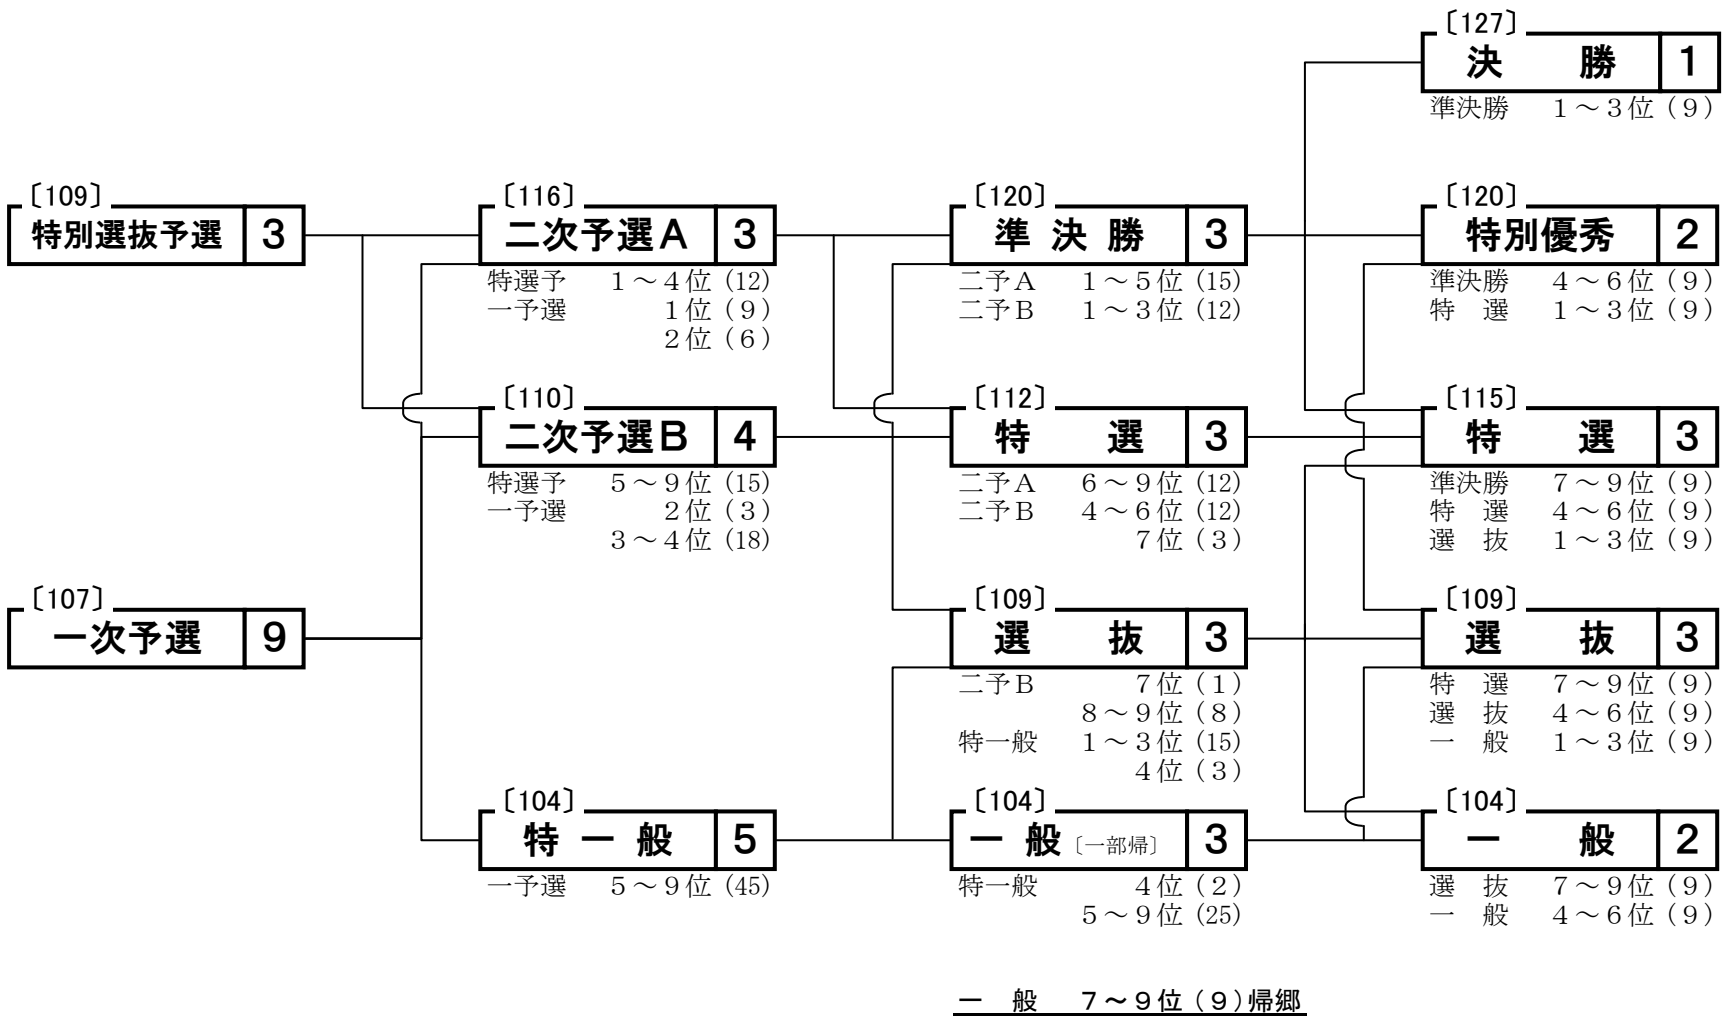 〔109〕
特別選抜予選 3
〔107〕
一次予選 9
〔116〕
二次予選A 3
特選予 1～4位 (12)
一予選 1位 (9)
2位 (6)
〔110〕
二次予選B 4
特選予 5～9位 (15)
一予選 2位 (3)
3～4位 (18)
〔104〕
特一般 5
一予選 5～9位 (45)
〔120〕
準決勝 3
二予A 1～5位 (15)
二予B 1～3位 (12)
〔112〕
特選 3
二予A 6～9位 (12)
二予B 4～6位 (12)
7位 (3)
〔109〕
選抜 3
二予B 7位 (1)
8～9位 (8)
特一般 1～3位 (15)
4位 (3)
〔104〕
一般〔一部帰〕 3
特一般 4位 (2)
5～9位 (25)
一般 7～9位 (9)帰郷
〔127〕
決勝 1
準決勝 1～3位 (9)
〔120〕
特別優秀 2
準決勝 4～6位 (9)
特選 1～3位 (9)
〔115〕
特選 3
準決勝 7～9位 (9)
特選 4～6位 (9)
選抜 1～3位 (9)
〔109〕
選抜 3
特選 7～9位 (9)
選抜 4～6位 (9)
一般 1～3位 (9)
〔104〕
一般 2
選抜 7～9位 (9)
一般 4～6位 (9)